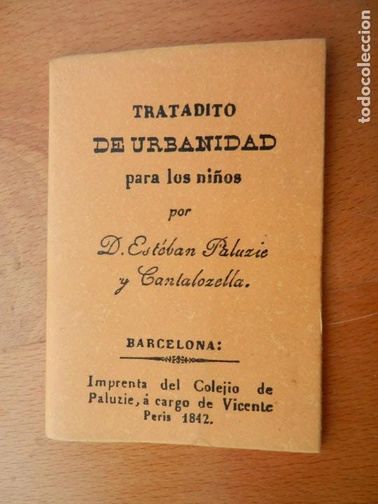 TRATADITO
DE URBANIDAD
para los niños
por
D. Estéban Paluzie
y Cantalozella.
BARCELONA:
Imprenta del Colejio de
Paluzie, á cargo de Vicente
Peris 1842.
todocoleccion